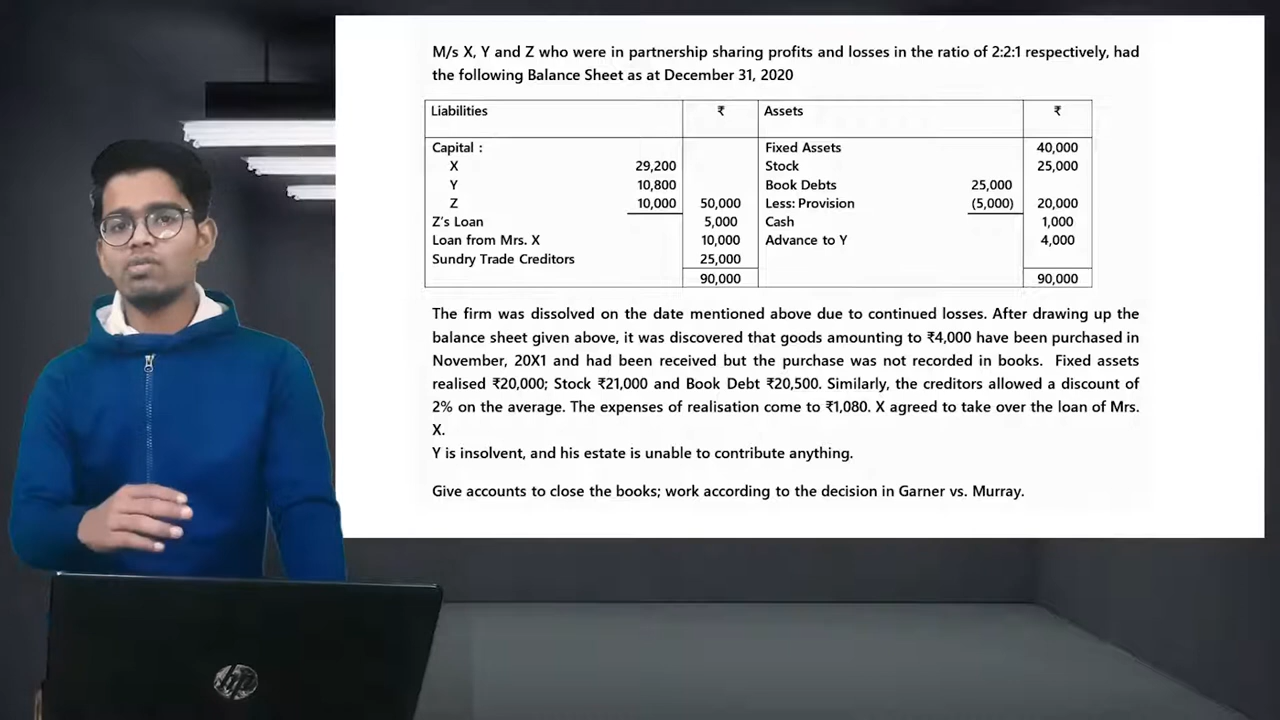 M/s X, Y and Z who were in partnership sharing profits and losses in the ratio of 2:2:1 respectively, had
the following Balance Sheet as at December 31, 2020
Liabilities ₹ Assets ₹
Capital : Fixed Assets 40,000
X 29,200 Stock 25,000
Y 10,800 Book Debts 25,000
Z 10,000 50,000 Less: Provision (5,000) 20,000
Z's Loan 5,000 Cash 1,000
Loan from Mrs. X 10,000 Advance to Y 4,000
Sundry Trade Creditors 25,000
90,000 90,000
The firm was dissolved on the date mentioned above due to continued losses. After drawing up the
balance sheet given above, it was discovered that goods amounting to ₹4,000 have been purchased in
November, 20X1 and had been received but the purchase was not recorded in books. Fixed assets
realised ₹20,000; Stock ₹21,000 and Book Debt ₹20,500. Similarly, the creditors allowed a discount of
2% on the average. The expenses of realisation come to ₹1,080. X agreed to take over the loan of Mrs.
X.
Y is insolvent, and his estate is unable to contribute anything.
Give accounts to close the books; work according to the decision in Garner vs. Murray.
hp